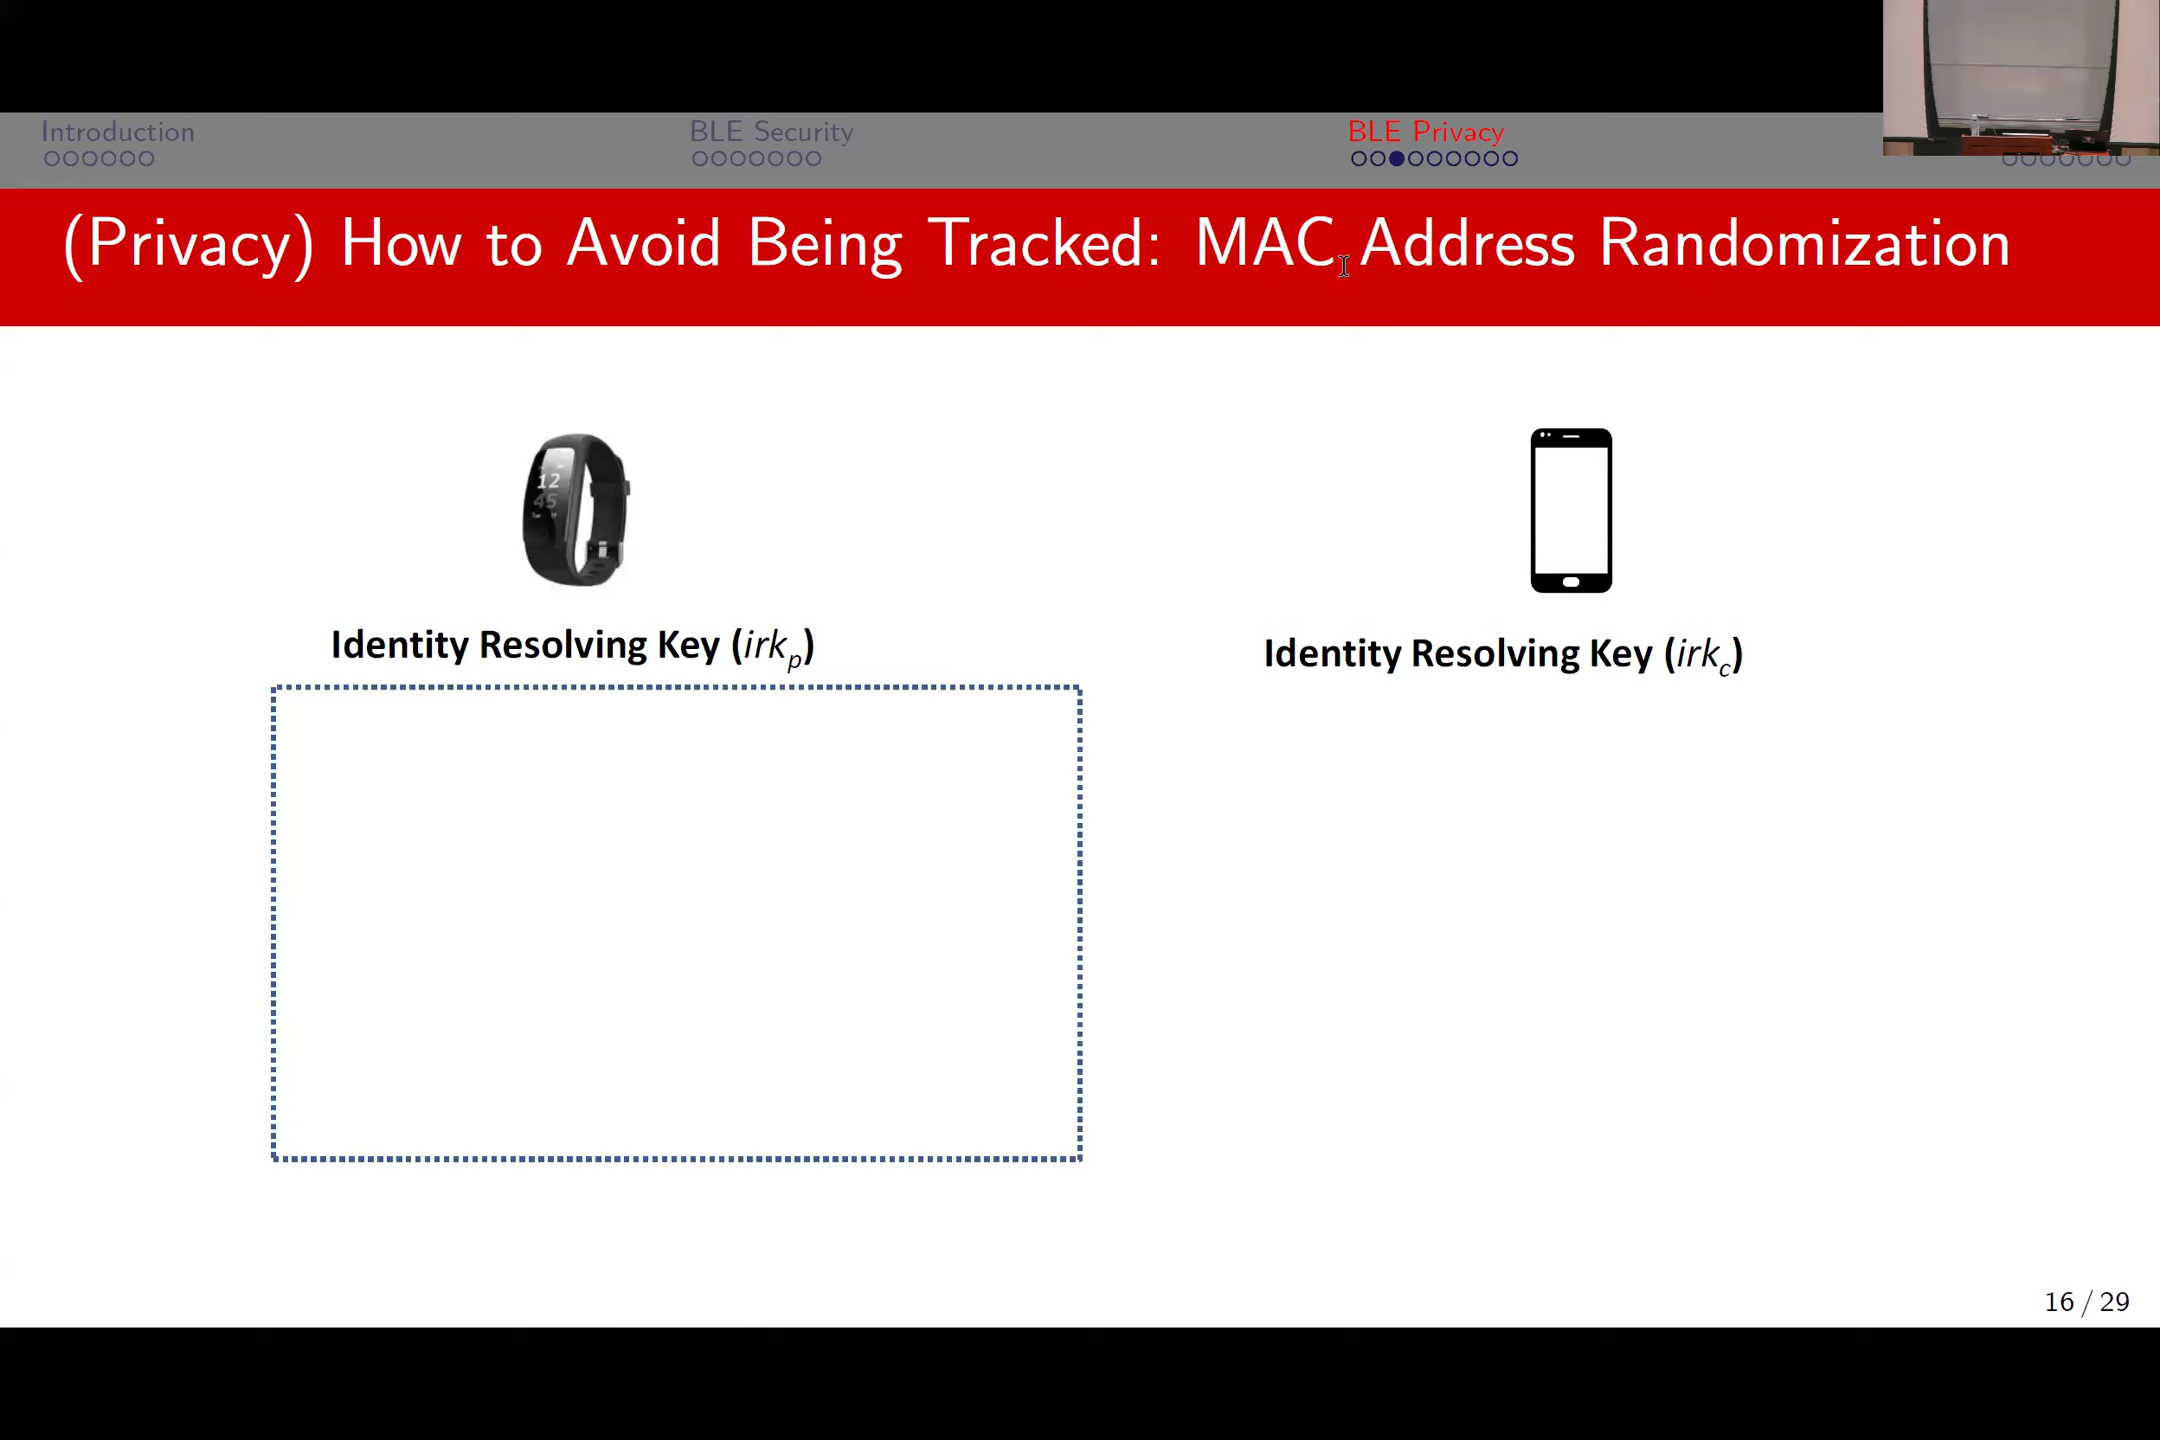 Introduction
BLE Security
BLE Privacy
(Privacy) How to Avoid Being Tracked: MAC Address Randomization
12
45
Identity Resolving Key (irkp)
Identity Resolving Key (irkc)
16 / 29